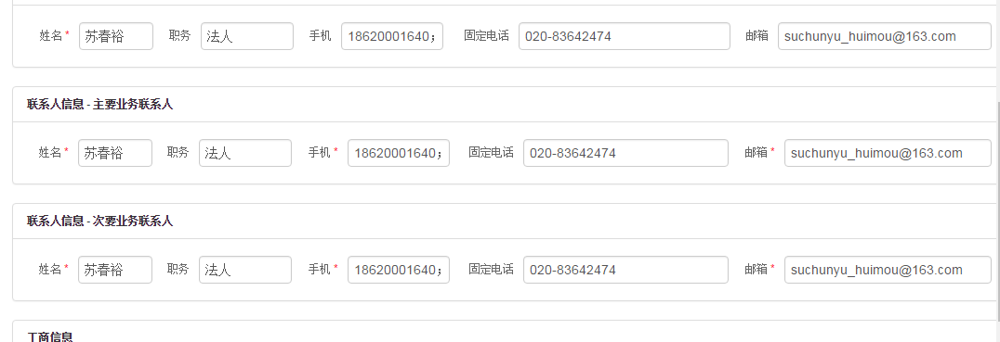 姓名 * 苏春裕 职务 法人 手机 18620001640; 固定电话 020-83642474 邮箱 suchunyu_huimou@163.com
联系人信息 - 主要业务联系人
姓名 * 苏春裕 职务 法人 手机 * 18620001640; 固定电话 020-83642474 邮箱 * suchunyu_huimou@163.com
联系人信息 - 次要业务联系人
姓名 * 苏春裕 职务 法人 手机 * 18620001640; 固定电话 020-83642474 邮箱 * suchunyu_huimou@163.com
工商信息